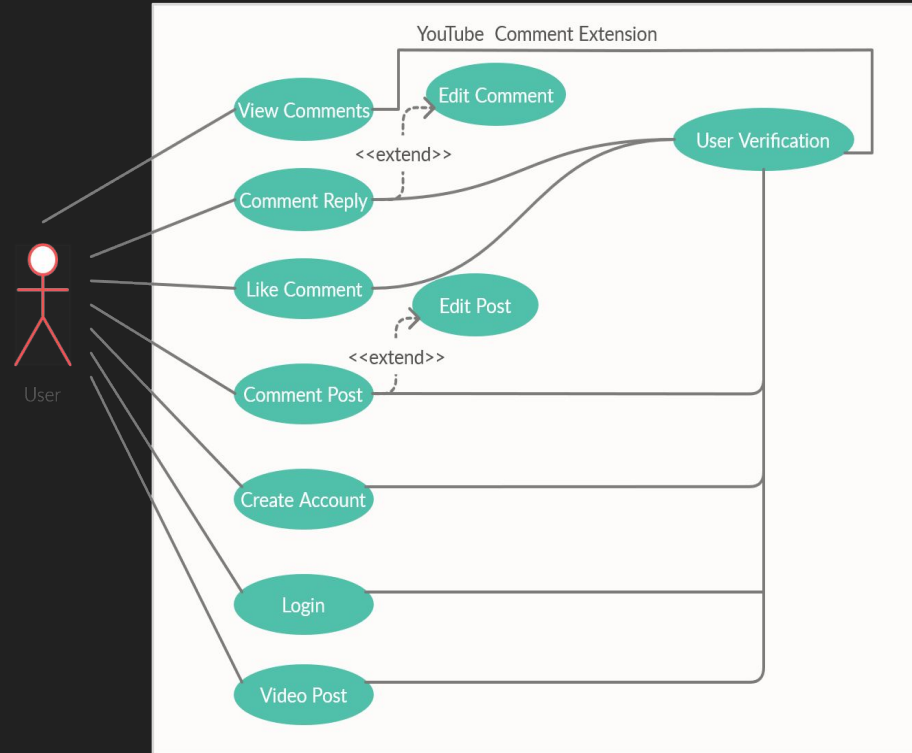 YouTube Comment Extension
View Comments
Edit Comment
User Verification
<<extend>>
Comment Reply
Like Comment
Edit Post
<<extend>>
Comment Post
User
Create Account
Login
Video Post